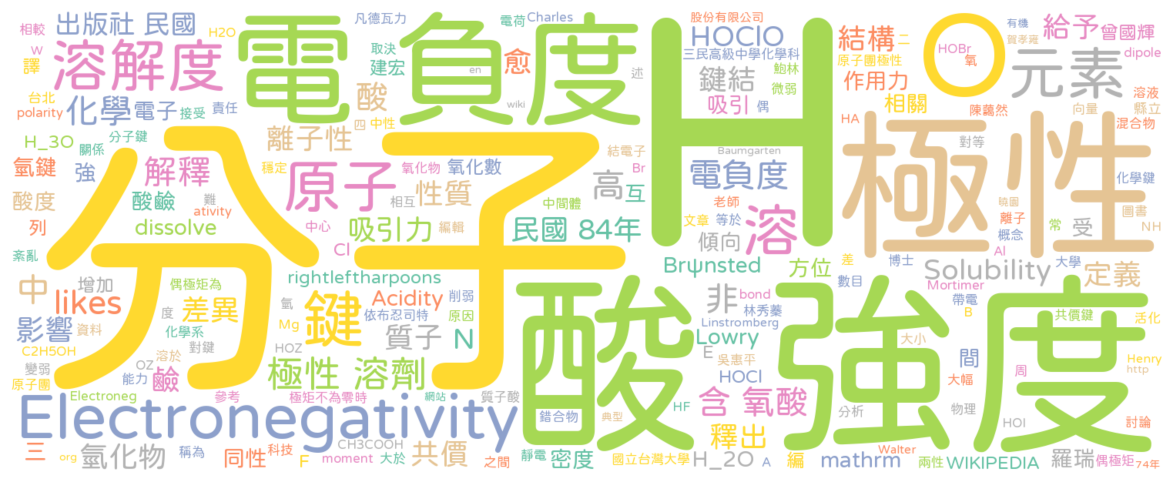 相較 出版社 民國 H2O 凡德瓦力 電荷 Charles 股份有限公司 給予 曾國輝 有機
W 譯 溶解度 電負度 取決 建宏 愈 HOClO 三民高級中學化學科 結構 二 HOBr 賀孝雍 dipole
台北 化學 電子 接受 責任 en 酸 述 鍵結 鮑林 微弱 原子團極性 氧 元素
polarity wiki 四 中性 吸引 偶 作用力 相關 向量 溶液 縣立
H_3O 分子鍵 離子性 結電子 H HA 陳藹然 混合物
氫鍵 關係 強 解釋 穩定 原子 氧化物 氧化數 Br Baumgarten 極性 對等 化學鍵
酸度 酸鹼 難 分子 相互 性質 高 互 電負度 曉園 圖書
列 dissolve ativity 中心 吸引力 編輯 中間體 民國 84年 老師 文章 等於 溶 離子 概念 常 受 NH
紊亂 增加 偶極矩為 rightleftharpoons Cl 傾向 Brψnsted 方位 差 博士 Al 大學
中 likes 差異 氫 鍵 Acidity 削弱 原因 酸強度 非 bond 數目 Solubility 定義
影響 資料 度 化學系 Mg 依布忍司特 質子 N 林秀蓁 Linstromberg Mortimer 帶電 B 共價鍵 活化
C2H5OH OZ 溶於 對鍵 HOZ Lowry E 吳惠平 間 大小 Henry
變弱 原子團 能力 鹼 極性 溶劑 HOCl 大幅 周 http
Electroneg 參考 極矩不為零時 網站 質子酸 HF 含 氧酸 分析 物理 HOI 討論
Electronegativity 錯合物 典型 釋出
三 org 氫化物 稱為 同性 科技 之間 F CH3COOH moment 共價 大於 靜電 密度 國立台灣大學 H_2O A 編 mathrm Walter 兩性 WIKIPEDIA 羅瑞 偶極矩 74年